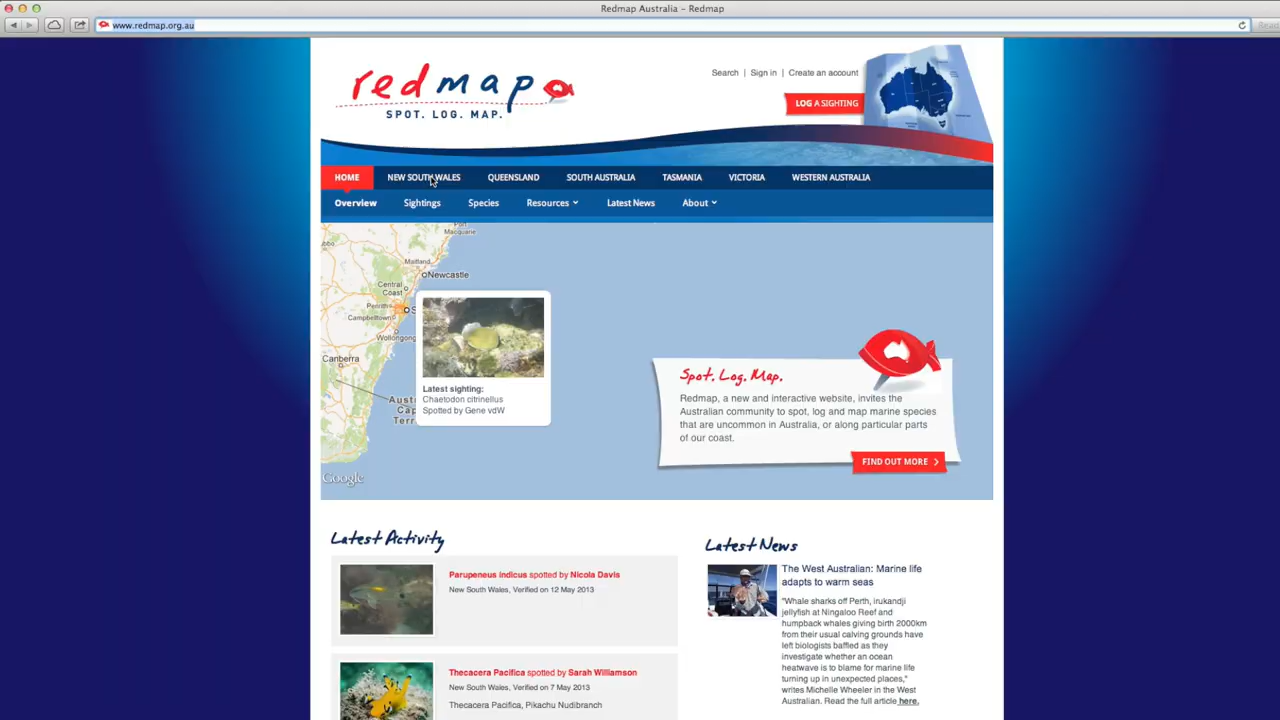 Redmap Australia – Redmap
www.redmap.org.au
Search | Sign in | Create an account
redmap
SPOT. LOG. MAP.
LOG A SIGHTING
HOME NEW SOUTH WALES QUEENSLAND SOUTH AUSTRALIA TASMANIA VICTORIA WESTERN AUSTRALIA
Overview Sightings Species Resources Latest News About
Port
Macquarie
Maitland
Newcastle
Central
Coast
Penrith
Campbelltown
Wollongong
Canberra
Latest sighting:
Chaetodon citrinellus
Spotted by Gene vdW
Spot. Log. Map.
Redmap, a new and interactive website, invites the
Australian community to spot, log and map marine species
that are uncommon in Australia, or along particular parts
of our coast.
FIND OUT MORE
Google
Latest Activity
Parupeneus indicus spotted by Nicola Davis
New South Wales, Verified on 12 May 2013
Thecacera Pacifica spotted by Sarah Williamson
New South Wales, Verified on 7 May 2013
Thecacera Pacifica, Pikachu Nudibranch
Latest News
The West Australian: Marine life
adapts to warm seas
"Whale sharks off Perth, irukandji
jellyfish at Ningaloo Reef and
humpback whales giving birth 2000km
from their usual calving grounds have
left biologists baffled as they
investigate whether an ocean
heatwave is to blame for marine life
turning up in unexpected places,"
writes Michelle Wheeler in the West
Australian. Read the full article here.